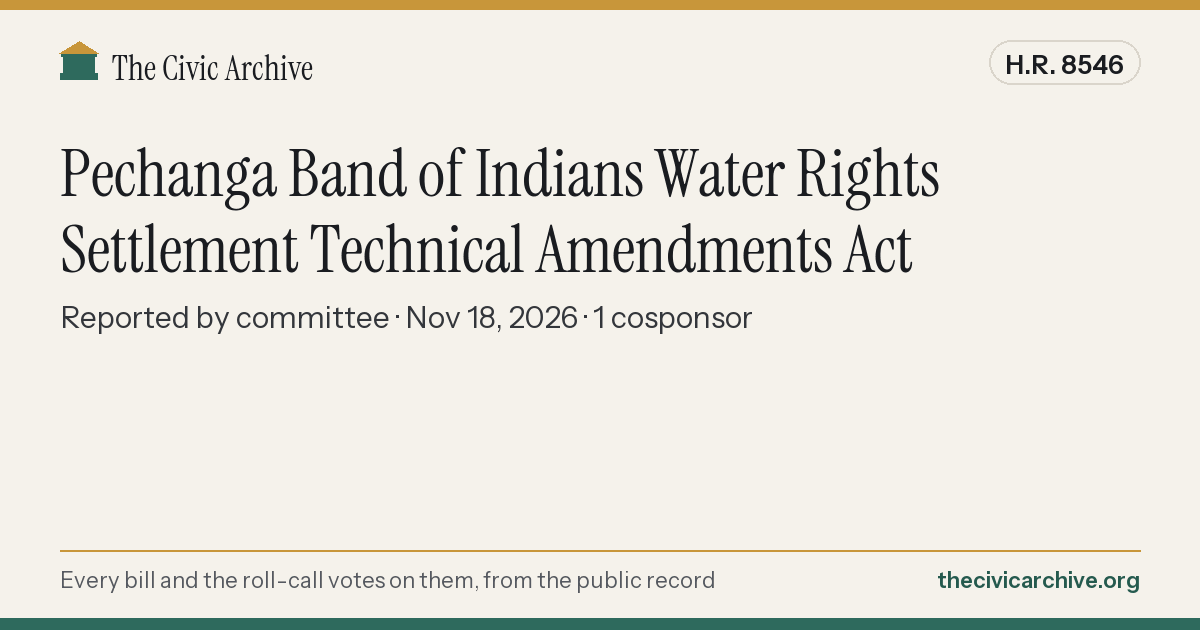 The Civic Archive
H.R. 8546
Pechanga Band of Indians Water Rights
Settlement Technical Amendments Act
Reported by committee · Nov 18, 2026 · 1 cosponsor
Every bill and the roll-call votes on them, from the public record
thecivicarchive.org